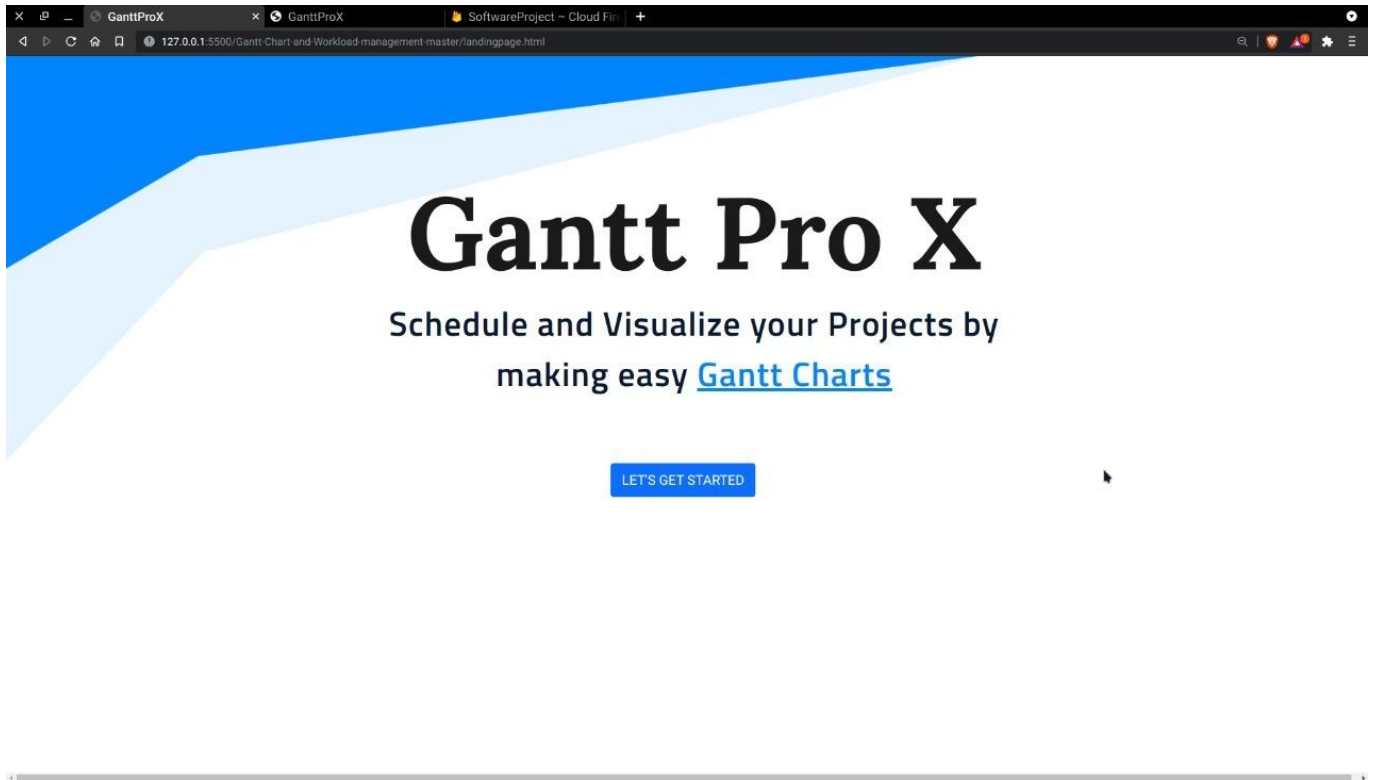 GanttProX
GanttProX
SoftwareProject – Cloud Fire
127.0.0.1:5500/Gantt-Chart-and-Workload-management-master/landingpage.html
Gantt Pro X
Schedule and Visualize your Projects by
making easy Gantt Charts
LET'S GET STARTED